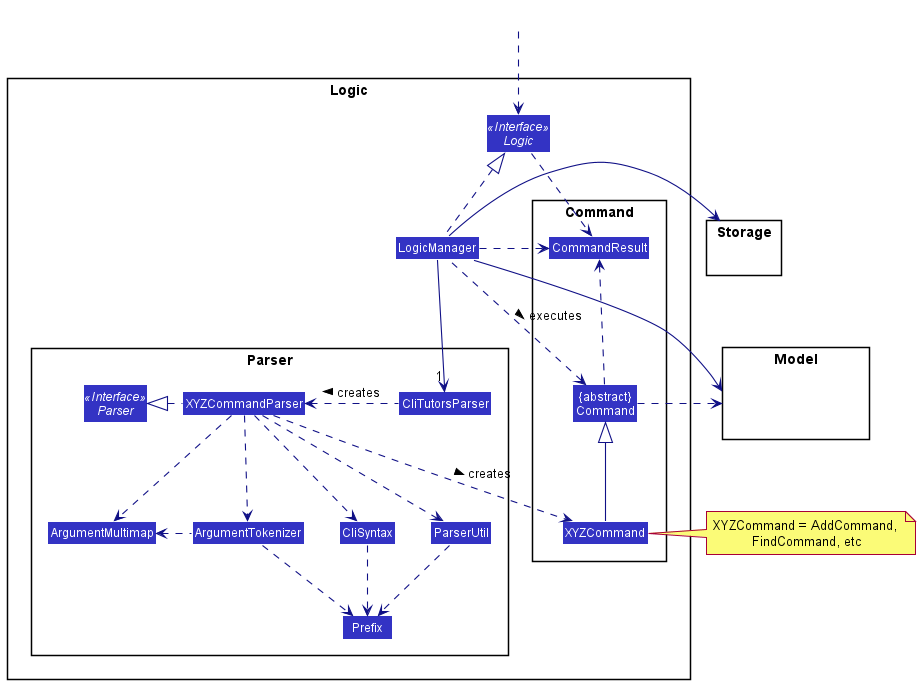 Logic
«Interface»
Logic
Command
Storage
LogicManager
CommandResult
executes
Parser
Model
«Interface»
Parser
XYZCommandParser
creates
1
CliTutorsParser
{abstract}
Command
creates
ArgumentMultimap
ArgumentTokenizer
CliSyntax
ParserUtil
XYZCommand
XYZCommand = AddCommand,
FindCommand, etc
Prefix